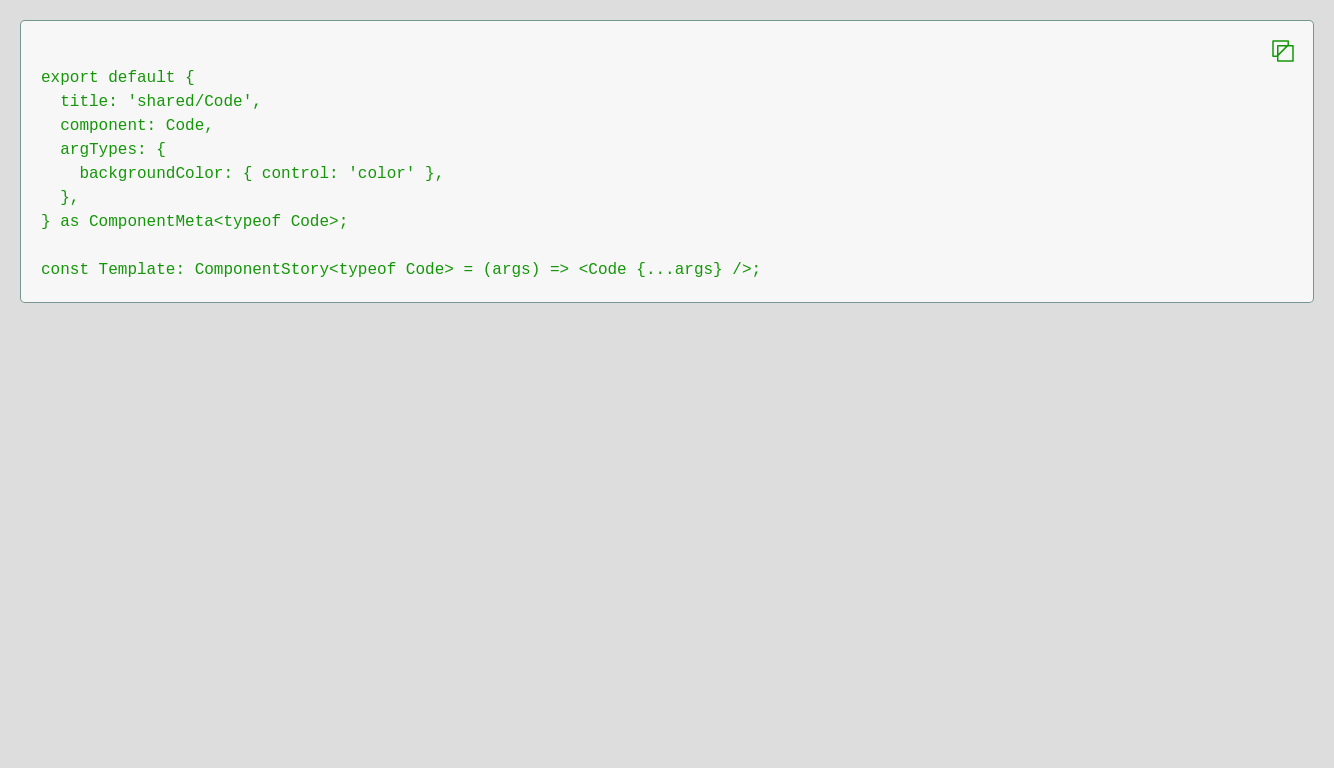 export default {
  title: 'shared/Code',
  component: Code,
  argTypes: {
    backgroundColor: { control: 'color' },
  },
} as ComponentMeta<typeof Code>;

const Template: ComponentStory<typeof Code> = (args) => <Code {...args} />;